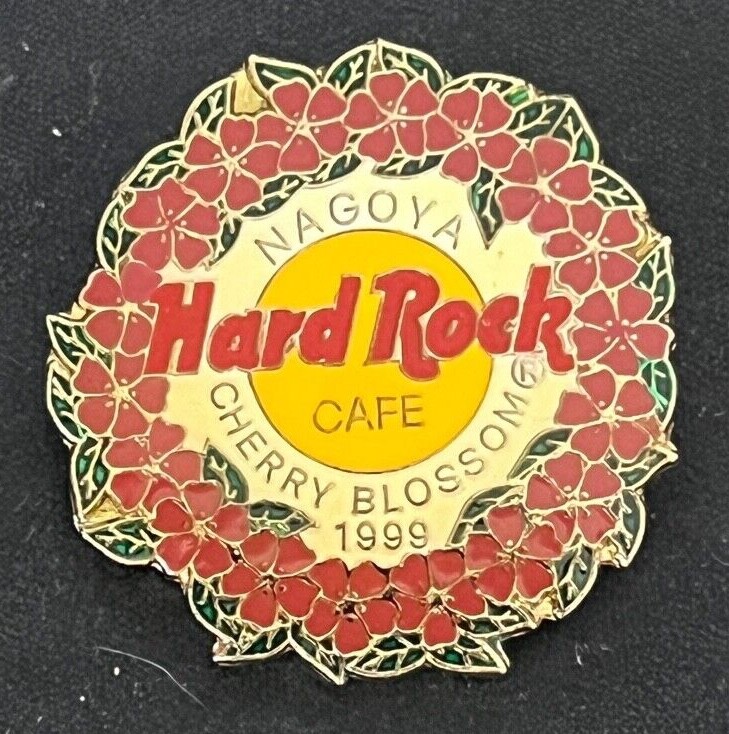 NAGOYA
Hard Rock
CAFE
®
CHERRY BLOSSOM
1999